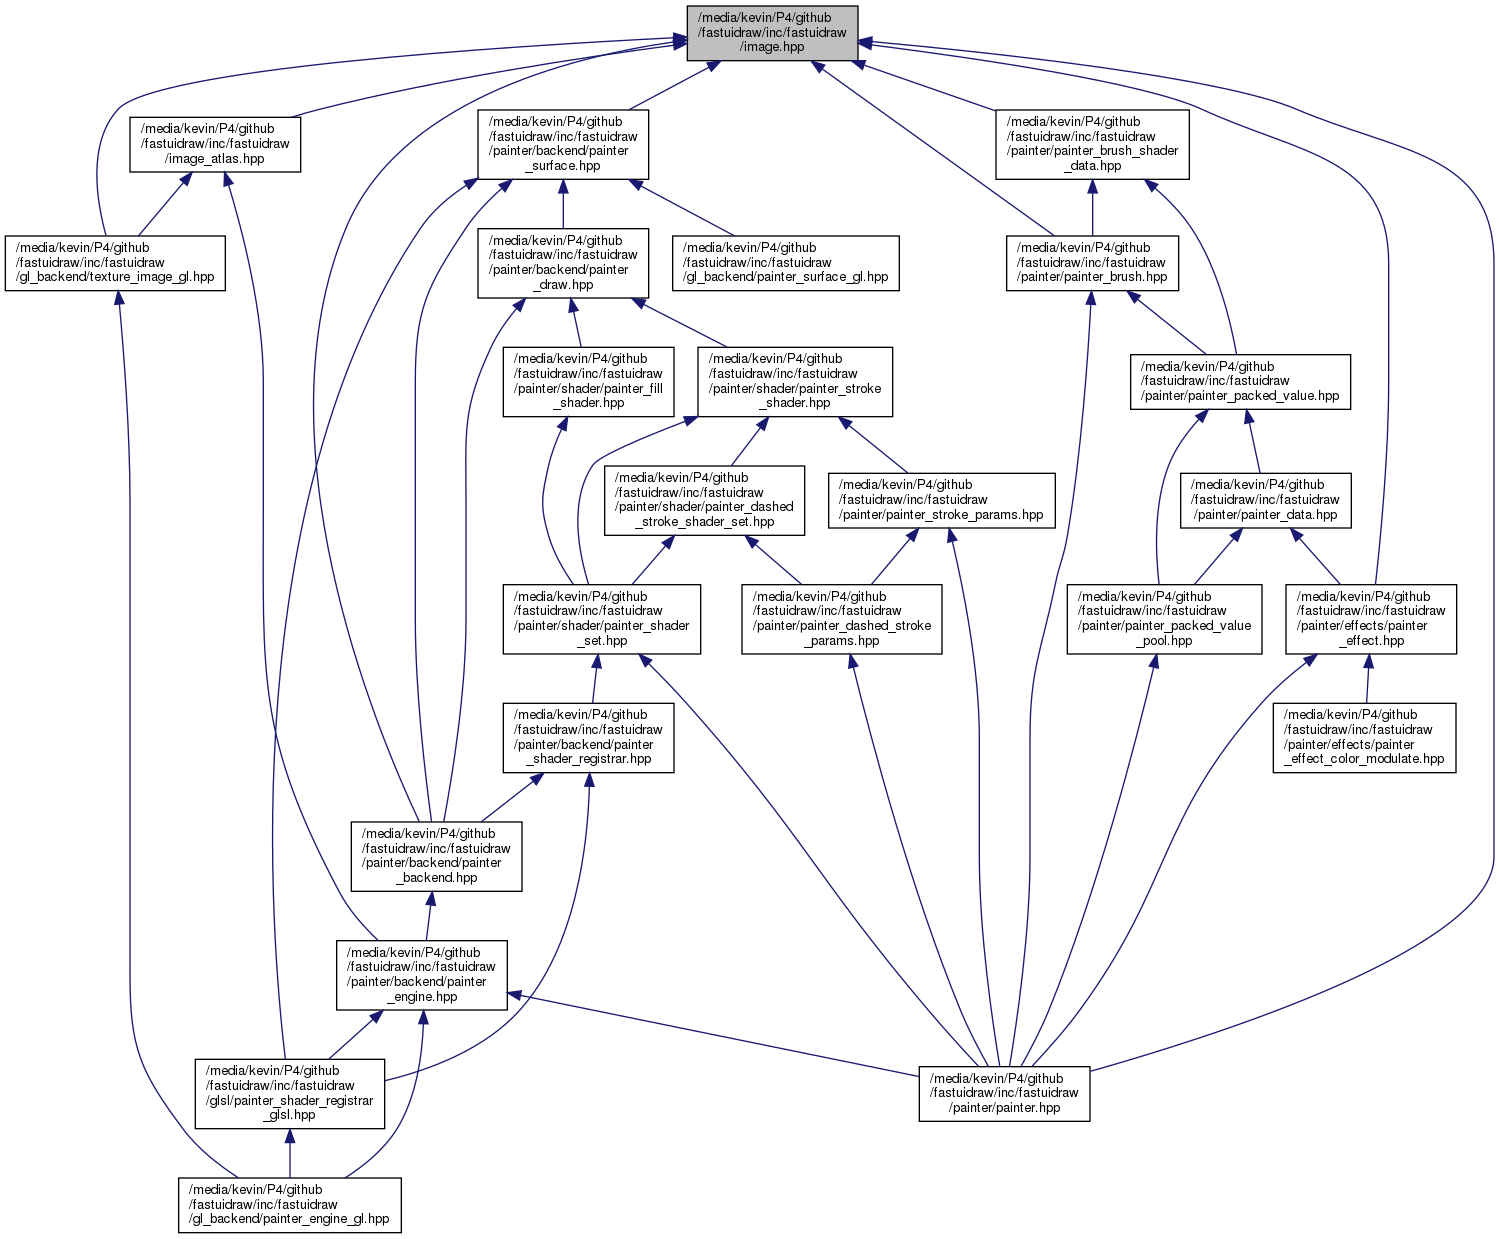 /media/kevin/P4/github
/fastuidraw/inc/fastuidraw
/image.hpp
/media/kevin/P4/github
/fastuidraw/inc/fastuidraw
/image_atlas.hpp
/media/kevin/P4/github
/fastuidraw/inc/fastuidraw
/painter/backend/painter
_surface.hpp
/media/kevin/P4/github
/fastuidraw/inc/fastuidraw
/painter/painter_brush_shader
_data.hpp
/media/kevin/P4/github
/fastuidraw/inc/fastuidraw
/gl_backend/texture_image_gl.hpp
/media/kevin/P4/github
/fastuidraw/inc/fastuidraw
/painter/backend/painter
_draw.hpp
/media/kevin/P4/github
/fastuidraw/inc/fastuidraw
/gl_backend/painter_surface_gl.hpp
/media/kevin/P4/github
/fastuidraw/inc/fastuidraw
/painter/painter_brush.hpp
/media/kevin/P4/github
/fastuidraw/inc/fastuidraw
/painter/shader/painter_fill
_shader.hpp
/media/kevin/P4/github
/fastuidraw/inc/fastuidraw
/painter/shader/painter_stroke
_shader.hpp
/media/kevin/P4/github
/fastuidraw/inc/fastuidraw
/painter/painter_packed_value.hpp
/media/kevin/P4/github
/fastuidraw/inc/fastuidraw
/painter/shader/painter_dashed
_stroke_shader_set.hpp
/media/kevin/P4/github
/fastuidraw/inc/fastuidraw
/painter/painter_stroke_params.hpp
/media/kevin/P4/github
/fastuidraw/inc/fastuidraw
/painter/painter_data.hpp
/media/kevin/P4/github
/fastuidraw/inc/fastuidraw
/painter/shader/painter_shader
_set.hpp
/media/kevin/P4/github
/fastuidraw/inc/fastuidraw
/painter/painter_dashed_stroke
_params.hpp
/media/kevin/P4/github
/fastuidraw/inc/fastuidraw
/painter/painter_packed_value
_pool.hpp
/media/kevin/P4/github
/fastuidraw/inc/fastuidraw
/painter/effects/painter
_effect.hpp
/media/kevin/P4/github
/fastuidraw/inc/fastuidraw
/painter/backend/painter
_shader_registrar.hpp
/media/kevin/P4/github
/fastuidraw/inc/fastuidraw
/painter/effects/painter
_effect_color_modulate.hpp
/media/kevin/P4/github
/fastuidraw/inc/fastuidraw
/painter/backend/painter
_backend.hpp
/media/kevin/P4/github
/fastuidraw/inc/fastuidraw
/painter/backend/painter
_engine.hpp
/media/kevin/P4/github
/fastuidraw/inc/fastuidraw
/glsl/painter_shader_registrar
_glsl.hpp
/media/kevin/P4/github
/fastuidraw/inc/fastuidraw
/painter/painter.hpp
/media/kevin/P4/github
/fastuidraw/inc/fastuidraw
/gl_backend/painter_engine_gl.hpp